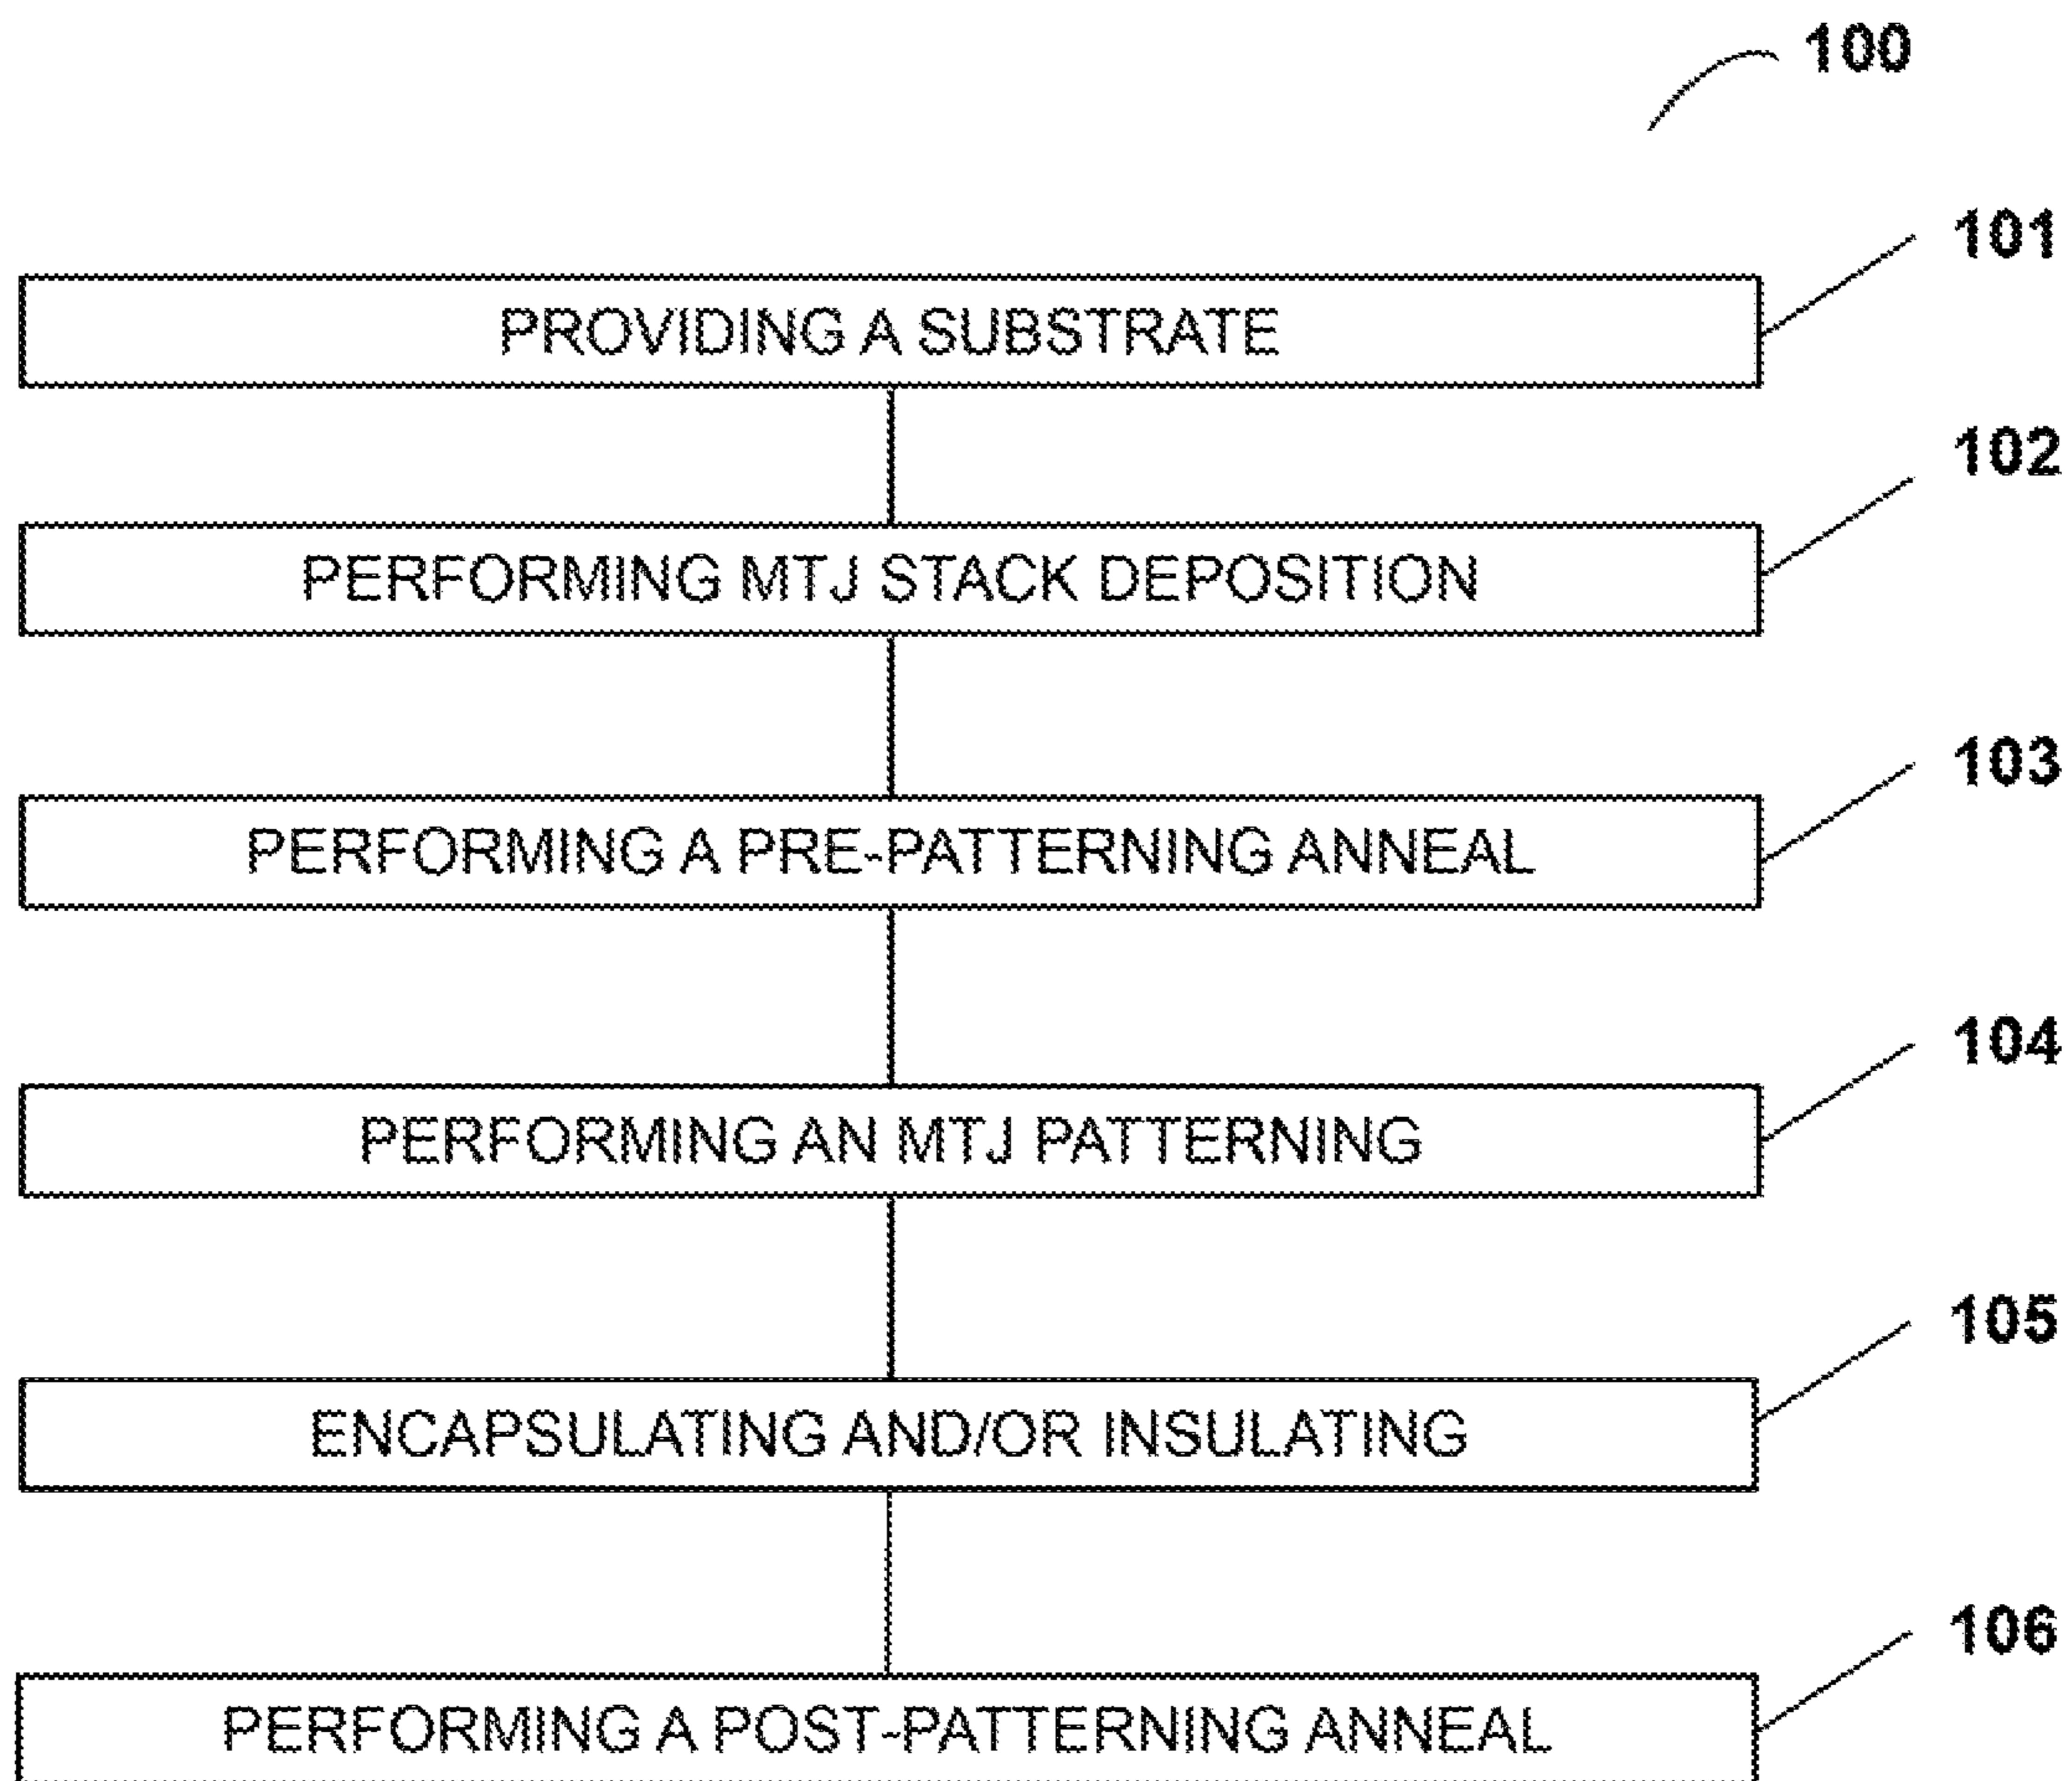 100
101
PROVIDING A SUBSTRATE
102
PERFORMING MTJ STACK DEPOSITION
103
PERFORMING A PRE-PATTERNING ANNEAL
104
PERFORMING AN MTJ PATTERNING
105
ENCAPSULATING AND/OR INSULATING
106
PERFORMING A POST-PATTERNING ANNEAL